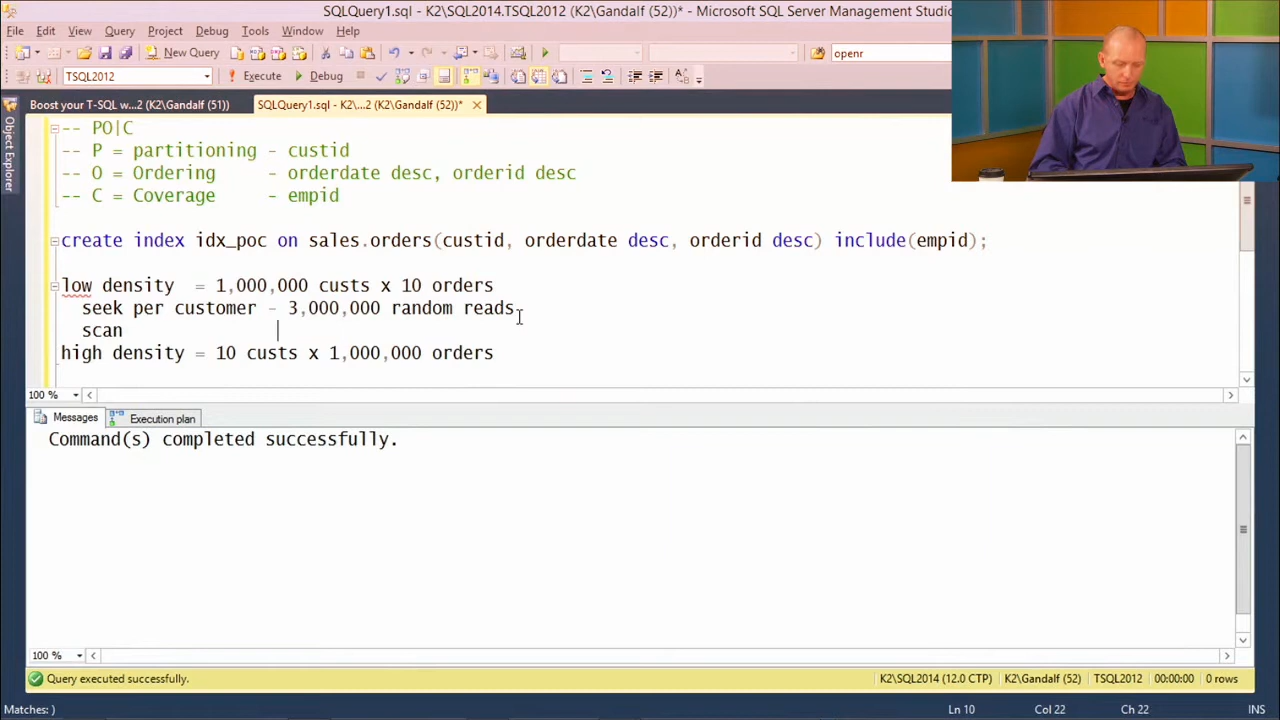 SQLQuery1.sql - K2\SQL2014.TSQL2012 (K2\Gandalf (52))* - Microsoft SQL Server Management Studio
File Edit View Query Project Debug Tools Window Help
New Query openr
TSQL2012 Execute Debug
Boost your T-SQL w...2 (K2\Gandalf (51)) SQLQuery1.sql - K2\...2 (K2\Gandalf (52))*
Object Explorer
-- PO|C
-- P = partitioning - custid
-- O = Ordering - orderdate desc, orderid desc
-- C = Coverage - empid
create index idx_poc on sales.orders(custid, orderdate desc, orderid desc) include(empid);
low density = 1,000,000 custs x 10 orders
seek per customer - 3,000,000 random reads
scan
high density = 10 custs x 1,000,000 orders
100 %
Messages Execution plan
Command(s) completed successfully.
100 %
Query executed successfully. K2\SQL2014 (12.0 CTP) K2\Gandalf (52) TSQL2012 00:00:00 0 rows
Matches: ) Ln 10 Col 22 Ch 22 INS